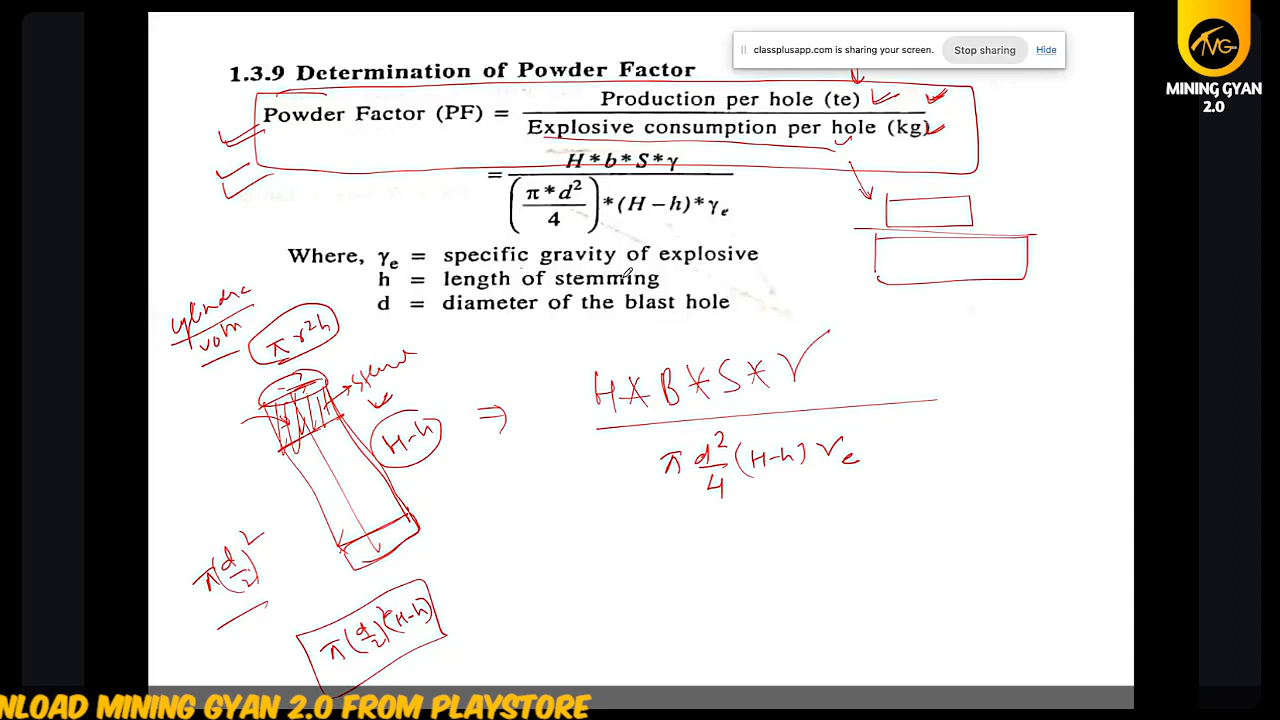 classplusapp.com is sharing your screen. Stop sharing Hide
MINING GYAN
2.0
1.3.9 Determination of Powder Factor
Powder Factor (PF) = Production per hole (te)
Explosive consumption per hole (kg)
= H * b * S * γ
(π * d² / 4) * (H – h) * γe
Where, γe = specific gravity of explosive
h = length of stemming
d = diameter of the blast hole
π r²h
H-h
⇒ H * B * S * γ
π d²/4 (H-h) γe
π(d/2)²
π(d/2)²(H-h)
NLOAD MINING GYAN 2.0 FROM PLAYSTORE